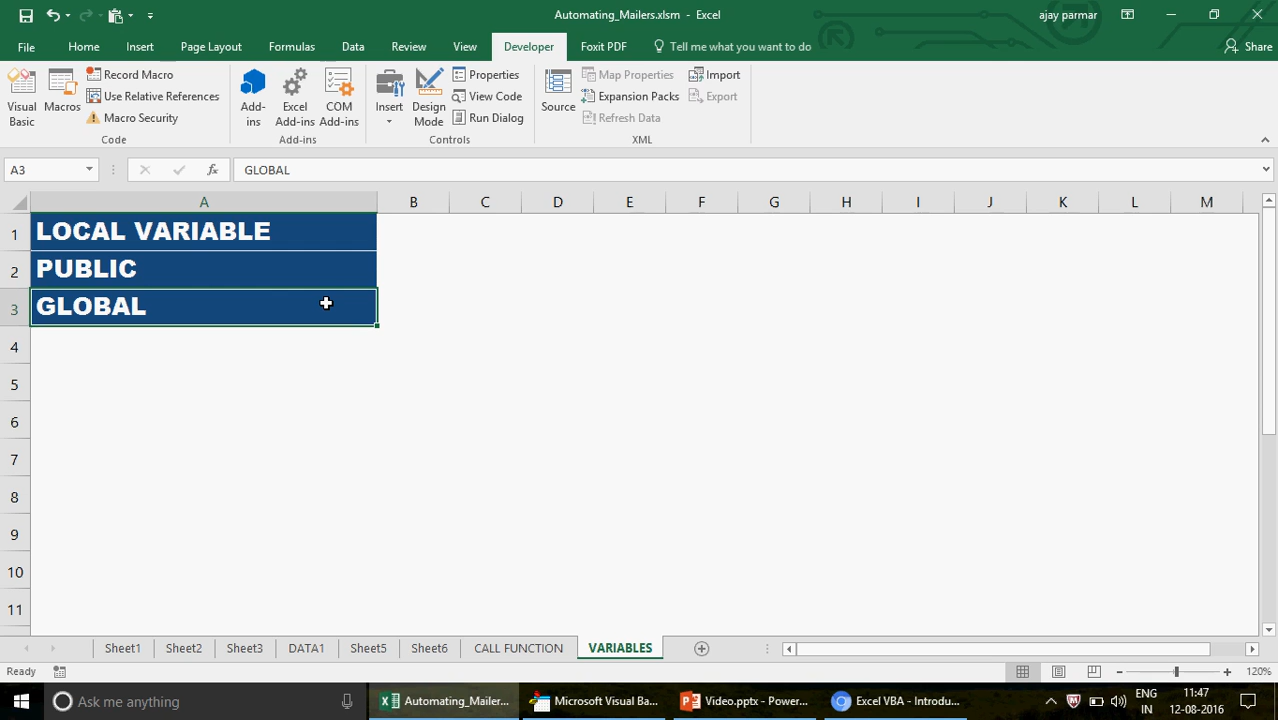 Automating_Mailers.xlsm - Excel
ajay parmar
File Home Insert Page Layout Formulas Data Review View Developer Foxit PDF Tell me what you want to do Share
Visual Basic
Macros
Record Macro
Use Relative References
Macro Security
Code
Add-ins
Excel Add-ins
COM Add-ins
Add-ins
Insert
Design Mode
Properties
View Code
Run Dialog
Controls
Source
Map Properties
Expansion Packs
Refresh Data
Import
Export
XML
A3 fx GLOBAL
A B C D E F G H I J K L M
1 LOCAL VARIABLE
2 PUBLIC
3 GLOBAL
4
5
6
7
8
9
10
11
Sheet1 Sheet2 Sheet3 DATA1 Sheet5 Sheet6 CALL FUNCTION VARIABLES
Ready 120%
Ask me anything Automating_Mailer... Microsoft Visual Ba... Video.pptx - Power... Excel VBA - Introdu...
ENG IN
11:47
12-08-2016